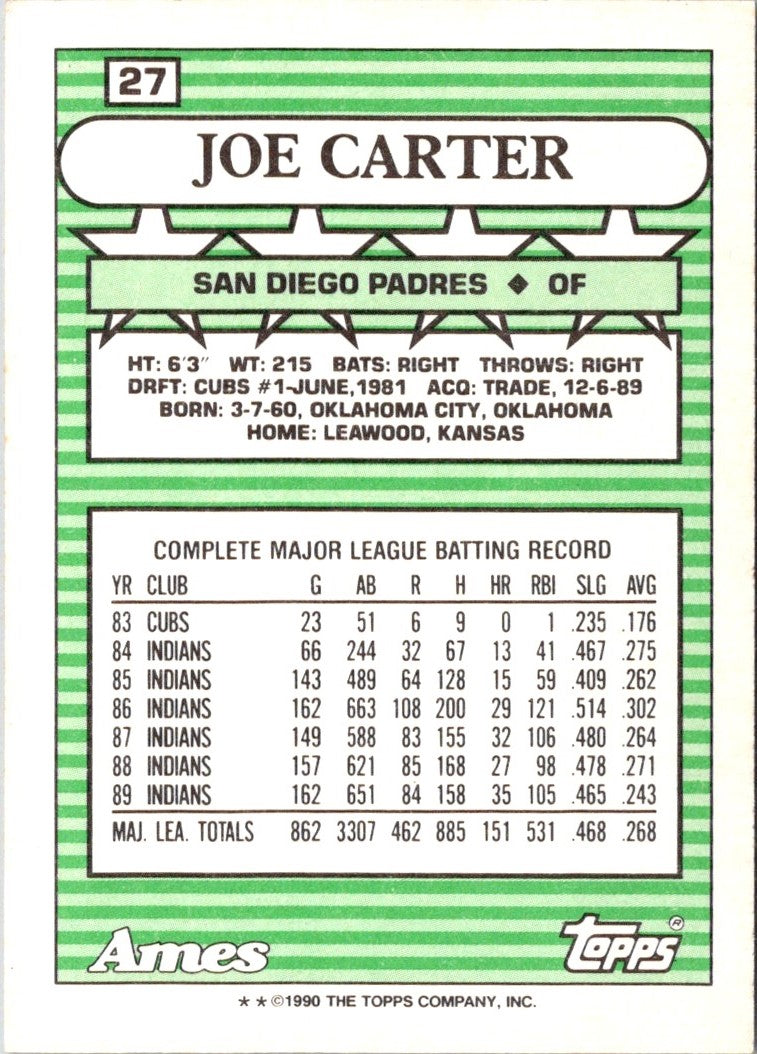 27
JOE CARTER
SAN DIEGO PADRES ◆ OF
HT: 6'3" WT: 215 BATS: RIGHT THROWS: RIGHT
DRFT: CUBS #1-JUNE,1981 ACQ: TRADE, 12-6-89
BORN: 3-7-60, OKLAHOMA CITY, OKLAHOMA
HOME: LEAWOOD, KANSAS
COMPLETE MAJOR LEAGUE BATTING RECORD
YR CLUB G AB R H HR RBI SLG AVG
83 CUBS 23 51 6 9 0 1 .235 .176
84 INDIANS 66 244 32 67 13 41 .467 .275
85 INDIANS 143 489 64 128 15 59 .409 .262
86 INDIANS 162 663 108 200 29 121 .514 .302
87 INDIANS 149 588 83 155 32 106 .480 .264
88 INDIANS 157 621 85 168 27 98 .478 .271
89 INDIANS 162 651 84 158 35 105 .465 .243
MAJ. LEA. TOTALS 862 3307 462 885 151 531 .468 .268
Ames topps®
★★©1990 THE TOPPS COMPANY, INC.